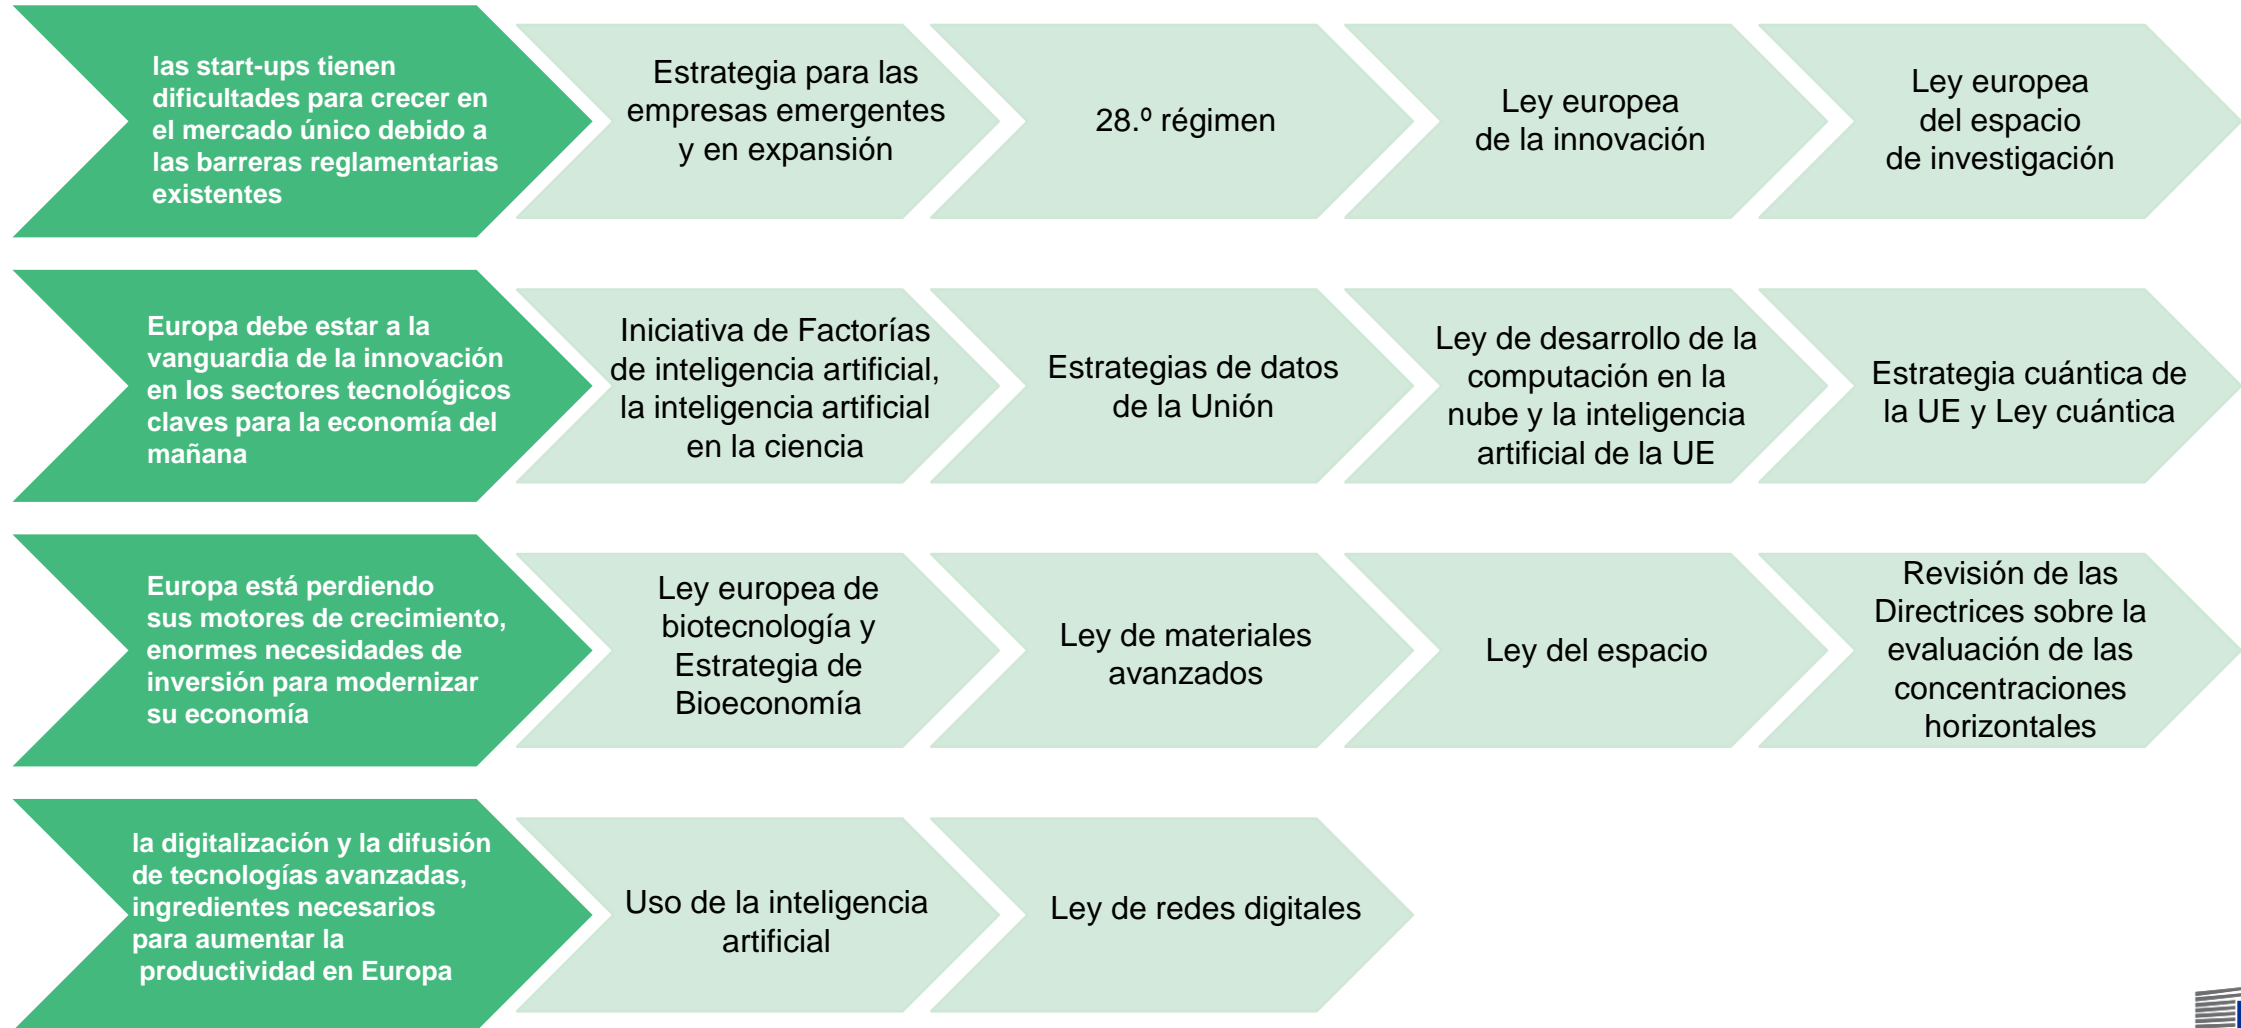 las start-ups tienen
dificultades para crecer en
el mercado único debido a
las barreras reglamentarias
existentes
Estrategia para las
empresas emergentes
y en expansión
28.º régimen
Ley europea
de la innovación
Ley europea
del espacio
de investigación
Europa debe estar a la
vanguardia de la innovación
en los sectores tecnológicos
claves para la economía del
mañana
Iniciativa de Factorías
de inteligencia artificial,
la inteligencia artificial
en la ciencia
Estrategias de datos
de la Unión
Ley de desarrollo de la
computación en la
nube y la inteligencia
artificial de la UE
Estrategia cuántica de
la UE y Ley cuántica
Europa está perdiendo
sus motores de crecimiento,
enormes necesidades de
inversión para modernizar
su economía
Ley europea de
biotecnología y
Estrategia de
Bioeconomía
Ley de materiales
avanzados
Ley del espacio
Revisión de las
Directrices sobre la
evaluación de las
concentraciones
horizontales
la digitalización y la difusión
de tecnologías avanzadas,
ingredientes necesarios
para aumentar la
productividad en Europa
Uso de la inteligencia
artificial
Ley de redes digitales